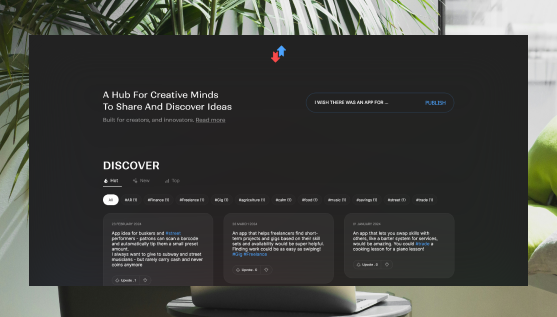 A Hub For Creative Minds
To Share And Discover Ideas
Built for creators, and innovators. Read more
I WISH THERE WAS AN APP FOR ... PUBLISH
DISCOVER
Hot New Top
All #All (1) #Finance (1) #Freelance (1) #Gig (1) #agriculture (1) #calm (1) #food (1) #music (1) #savings (1) #street (1) #trade (1)
App idea for buskers and #street
performers - patrons can scan a barcode
and automatically tip them a small preset
amount.
I always want to give to subway and street
musicians - but rarely carry cash and never
coins anymore
Upvote · 1
An app that helps freelancers find short-
term projects and gigs based on their skill
sets and availability would be super helpful.
Finding work could be as easy as swiping!
#Gig #Freelance
Upvote ·
JANUARY 2024
An app that lets you swap skills with
others, like a barter system for services,
would be amazing. You could #trade a
cooking lesson for a piano lesson!
Upvote ·